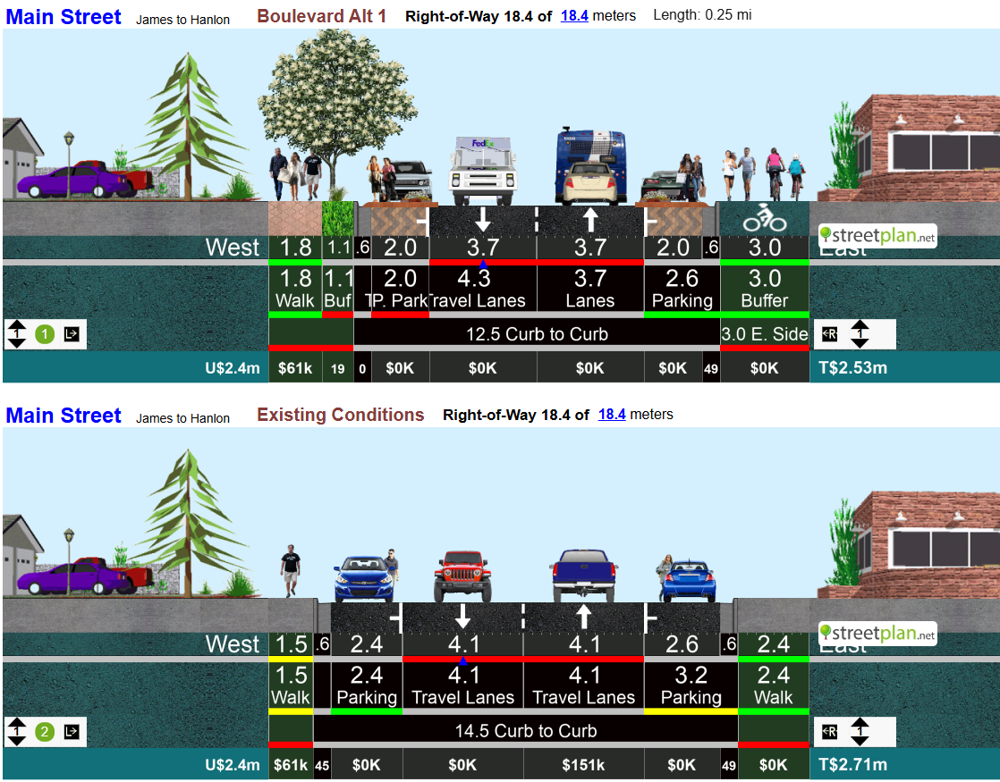 Main Street James to Hanlon Boulevard Alt 1 Right-of-Way 18.4 of 18.4 meters Length: 0.25 mi
FedEx
West 1.8 1.1 .6 2.0 3.7 3.7 2.0 .6 3.0 East
streetplan.net
1.8 1.1 2.0 4.3 3.7 2.6 3.0
Walk Buf TP. Park Travel Lanes Lanes Parking Buffer
1 1 12.5 Curb to Curb 3.0 E. Side R 1
U$2.4m $61k 19 0 $0K $0K $0K $0K 49 $0K T$2.53m
Main Street James to Hanlon Existing Conditions Right-of-Way 18.4 of 18.4 meters
West 1.5 .6 2.4 4.1 4.1 2.6 .6 2.4 East
streetplan.net
1.5 2.4 4.1 4.1 3.2 2.4
Walk Parking Travel Lanes Travel Lanes Parking Walk
1 2 14.5 Curb to Curb R 1
U$2.4m $61k 45 $0K $0K $151k $0K 49 $0K T$2.71m